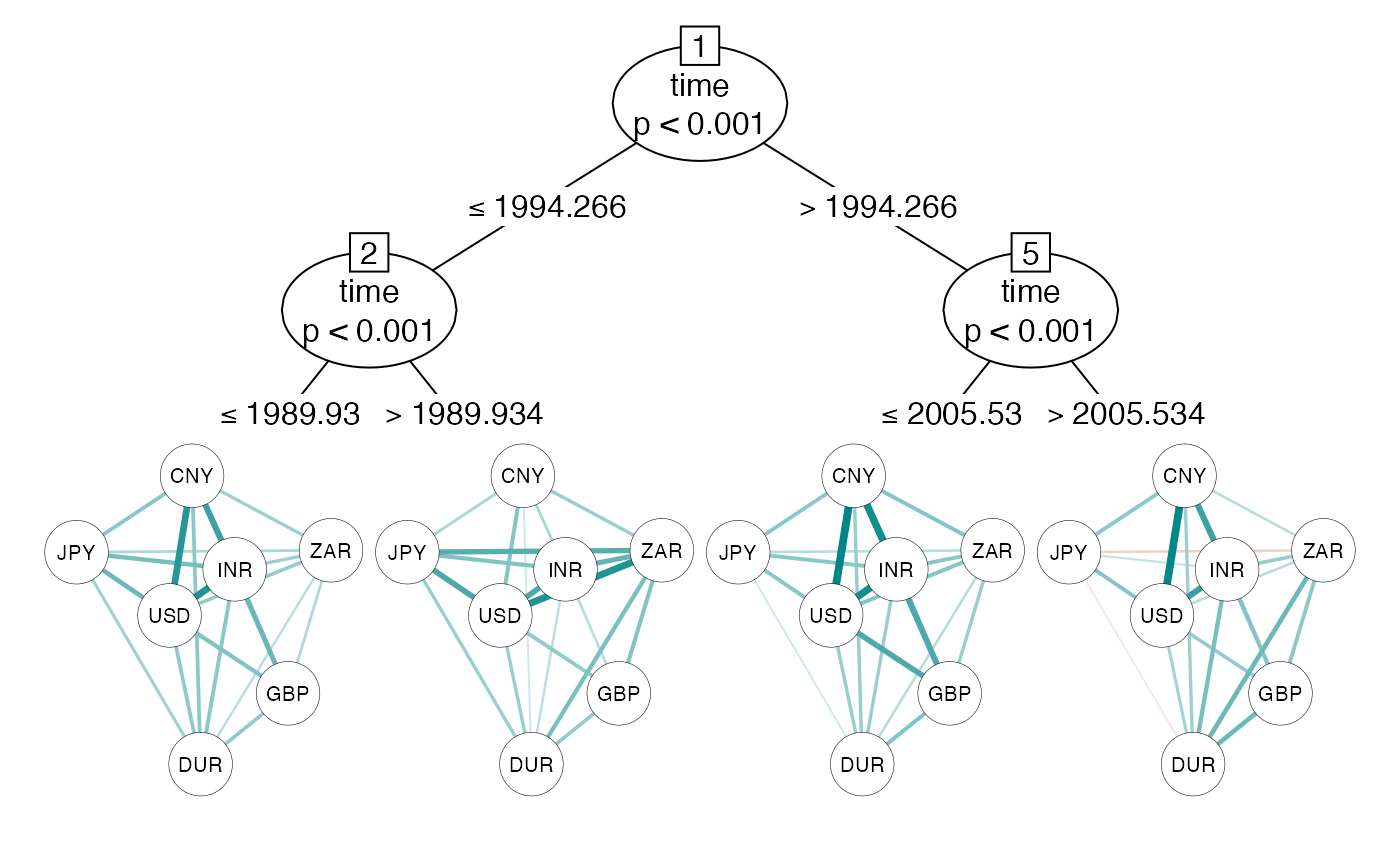 1
time
p < 0.001
≤ 1994.266 > 1994.266
2
time
p < 0.001
5
time
p < 0.001
≤ 1989.93 > 1989.934
≤ 2005.53 > 2005.534
CNY
JPY
INR
ZAR
USD
GBP
DUR
CNY
JPY
INR
ZAR
USD
GBP
DUR
CNY
JPY
INR
ZAR
USD
GBP
DUR
CNY
JPY
INR
ZAR
USD
GBP
DUR